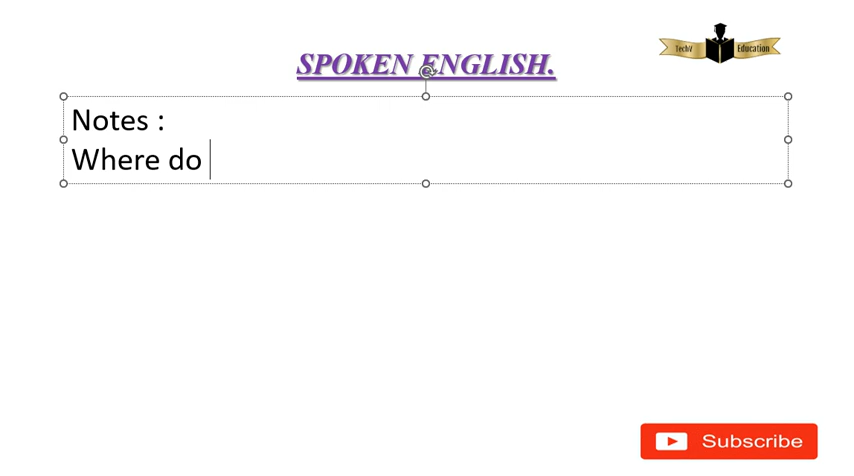 SPOKEN ENGLISH.
TechV Education
Notes :
Where do
Subscribe